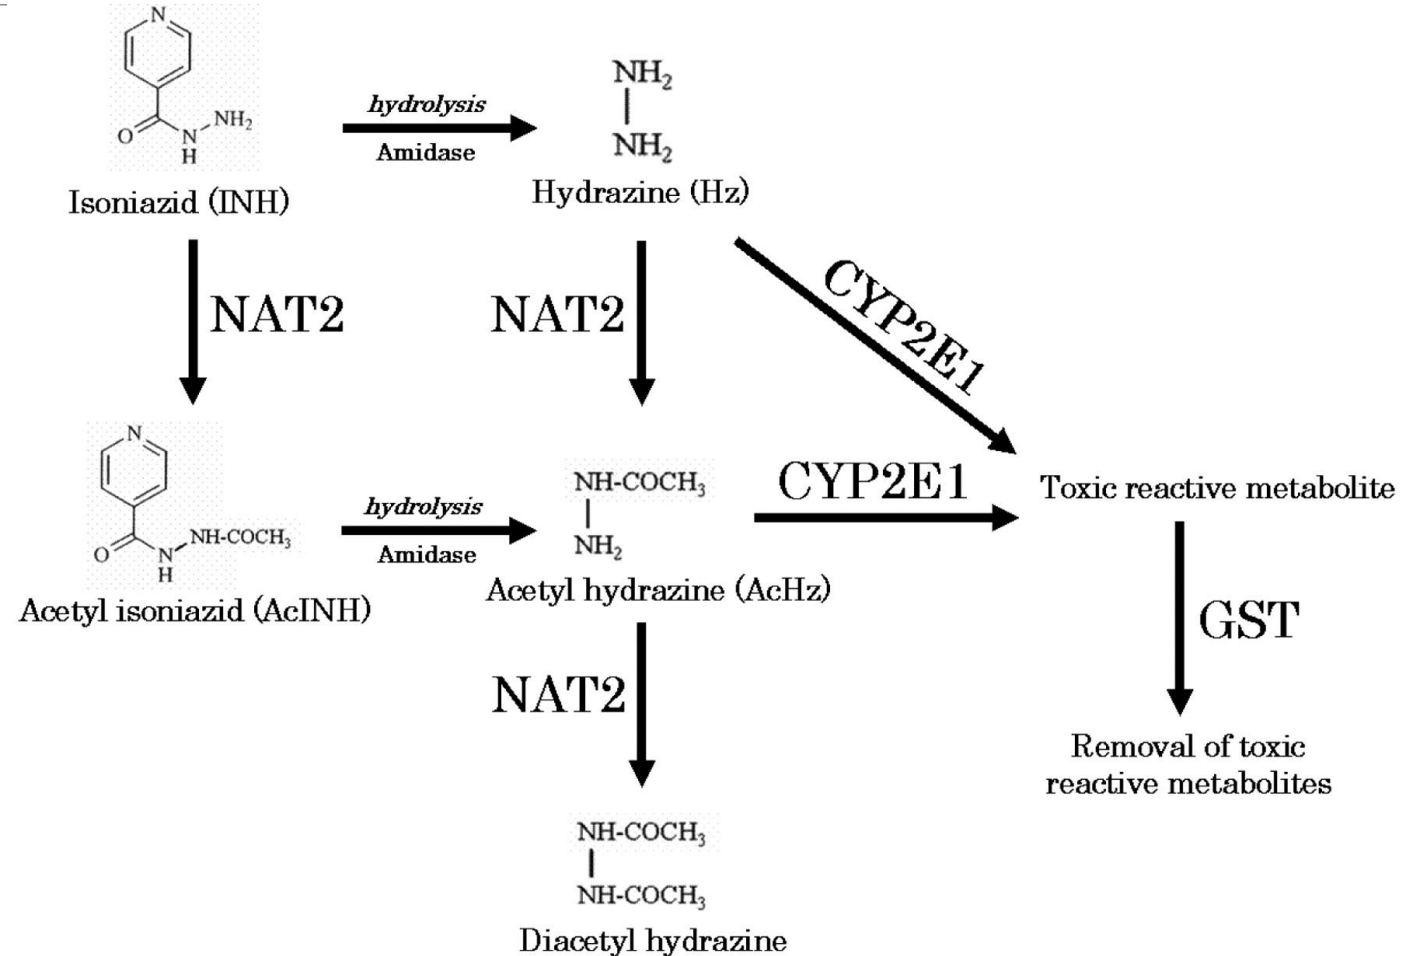 N
O
N
H
NH2
Isoniazid (INH)
hydrolysis
Amidase
NH2
NH2
Hydrazine (Hz)
NAT2
NAT2
CYP2E1
N
O
N
H
NH-COCH3
Acetyl isoniazid (AcINH)
hydrolysis
Amidase
NH-COCH3
NH2
Acetyl hydrazine (AcHz)
CYP2E1
Toxic reactive metabolite
NAT2
GST
Removal of toxic
reactive metabolites
NH-COCH3
NH-COCH3
Diacetyl hydrazine